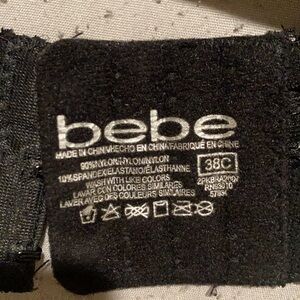 bebe
MADE IN CHINA/HECHO EN CHINA/FABRIQUÉ EN CHINE
90%NYLON/NYLON/NYLON
10%SPANDEX/ELASTANO/ÉLASTHANNE
38C
WASH WITH LIKE COLORS
LAVAR CON COLORES SIMILARES
LAVER AVEC COULEURS SIMILAIRES